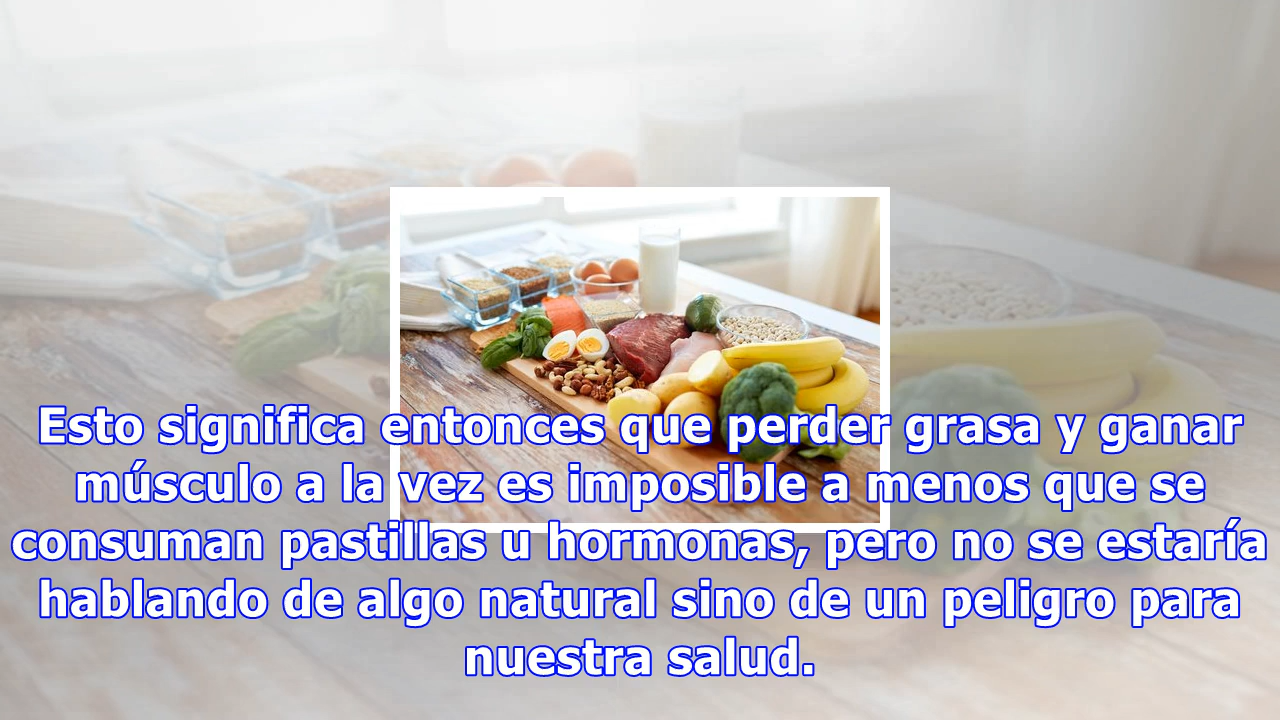 Esto significa entonces que perder grasa y ganar
músculo a la vez es imposible a menos que se
consuman pastillas u hormonas, pero no se estaría
hablando de algo natural sino de un peligro para
nuestra salud.